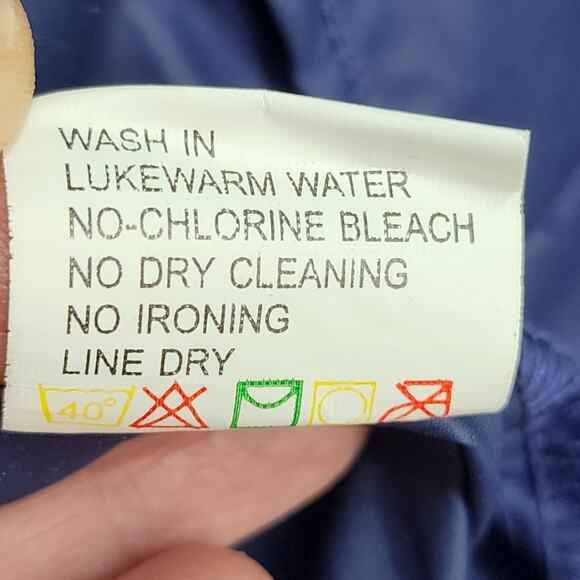 WASH IN
LUKEWARM WATER
NO-CHLORINE BLEACH
NO DRY CLEANING
NO IRONING
LINE DRY
40°